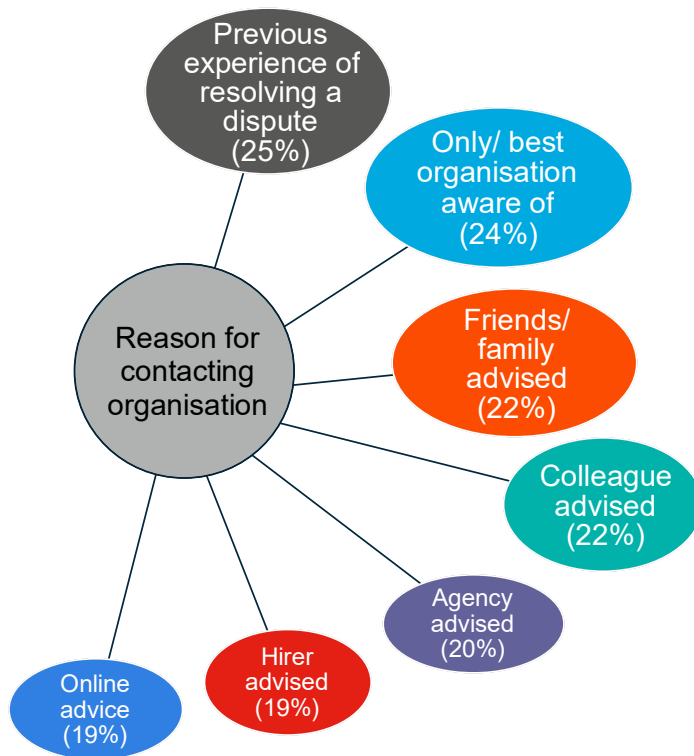 Previous
experience of
resolving a
dispute
(25%)
Only/ best
organisation
aware of
(24%)
Reason for
contacting
organisation
Friends/
family
advised
(22%)
Colleague
advised
(22%)
Agency
advised
(20%)
Hirer
advised
(19%)
Online
advice
(19%)